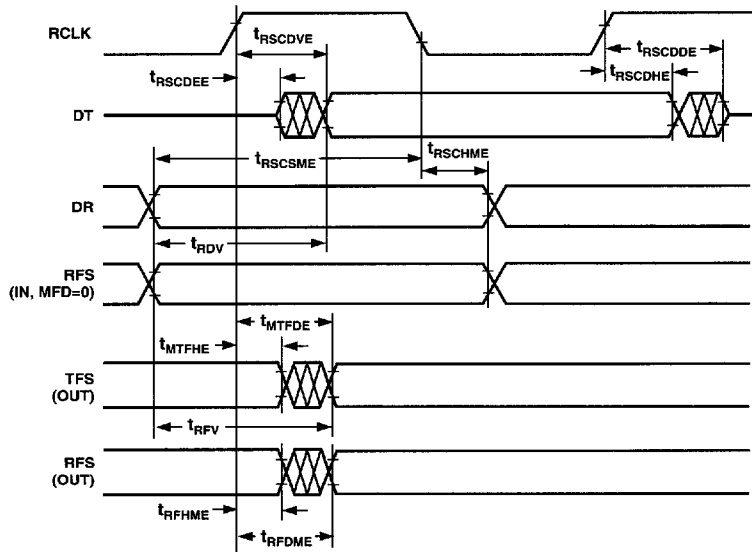 RCLK
tRSCDVE
tRSCDDE
tRSCDEE
tRSCDHE
DT
tRSCSME
tRSCHME
DR
tRDV
RFS
(IN, MFD=0)
tMTFDE
tMTFHE
TFS
(OUT)
tRFV
RFS
(OUT)
tRFHME
tRFDME